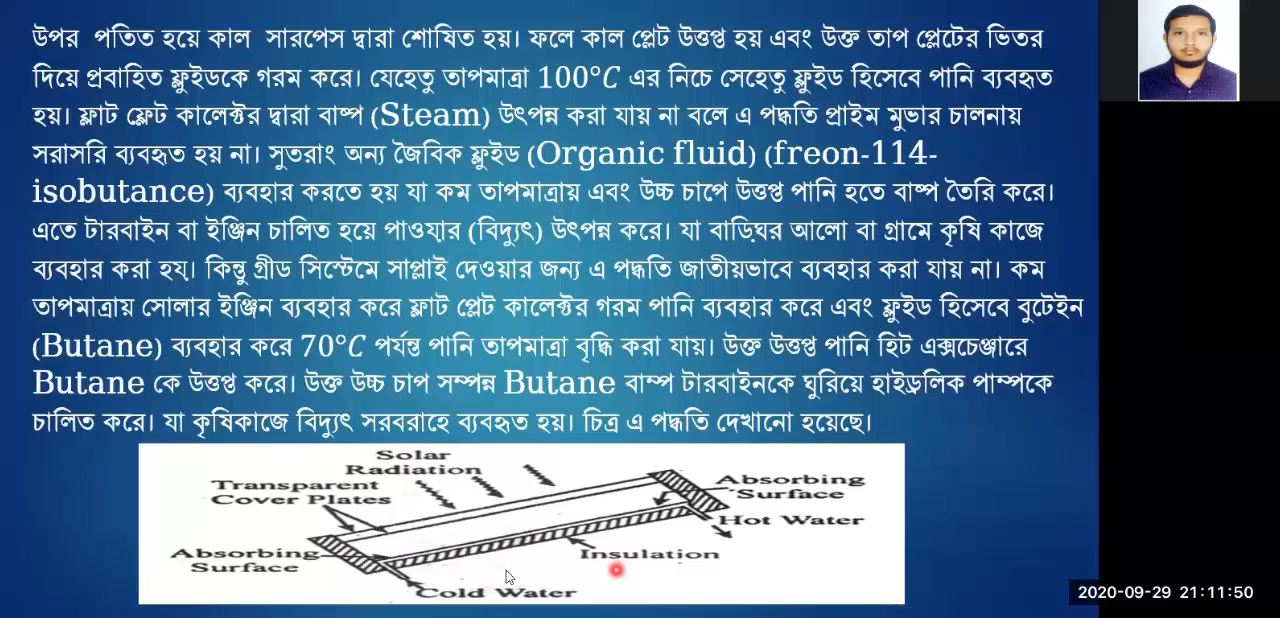 উপর পতিত হয়ে কাল সারপেস দ্বারা শোষিত হয়। ফলে কাল প্লেট উত্তপ্ত হয় এবং উক্ত তাপ প্লেটের ভিতর
দিয়ে প্রবাহিত ফ্লুইডকে গরম করে। যেহেতু তাপমাত্রা 100°C এর নিচে সেহেতু ফ্লুইড হিসেবে পানি ব্যবহৃত
হয়। ফ্লাট ফ্লেট কালেক্টর দ্বারা বাষ্প (Steam) উৎপন্ন করা যায় না বলে এ পদ্ধতি প্রাইম মুভার চালনায়
সরাসরি ব্যবহৃত হয় না। সুতরাং অন্য জৈবিক ফ্লুইড (Organic fluid) (freon-114-
isobutance) ব্যবহার করতে হয় যা কম তাপমাত্রায় এবং উচ্চ চাপে উত্তপ্ত পানি হতে বাষ্প তৈরি করে।
এতে টারবাইন বা ইঞ্জিন চালিত হয়ে পাওয়ার (বিদ্যুৎ) উৎপন্ন করে। যা বাড়িঘর আলো বা গ্রামে কৃষি কাজে
ব্যবহার করা হয়। কিন্তু গ্রীড সিস্টেমে সাপ্লাই দেওয়ার জন্য এ পদ্ধতি জাতীয়ভাবে ব্যবহার করা যায় না। কম
তাপমাত্রায় সোলার ইঞ্জিন ব্যবহার করে ফ্লাট প্লেট কালেক্টর গরম পানি ব্যবহার করে এবং ফ্লুইড হিসেবে বুটেইন
(Butane) ব্যবহার করে 70°C পর্যন্ত পানি তাপমাত্রা বৃদ্ধি করা যায়। উক্ত উত্তপ্ত পানি হিট এক্সচেঞ্জারে
Butane কে উত্তপ্ত করে। উক্ত উচ্চ চাপ সম্পন্ন Butane বাম্প টারবাইনকে ঘুরিয়ে হাইড্রলিক পাম্পকে
চালিত করে। যা কৃষিকাজে বিদ্যুৎ সরবরাহে ব্যবহৃত হয়। চিত্র এ পদ্ধতি দেখানো হয়েছে।
Solar
Radiation
Transparent
Cover Plates
Absorbing
Surface
Hot Water
Absorbing
Surface
Insulation
Cold Water
2020-09-29 21:11:50